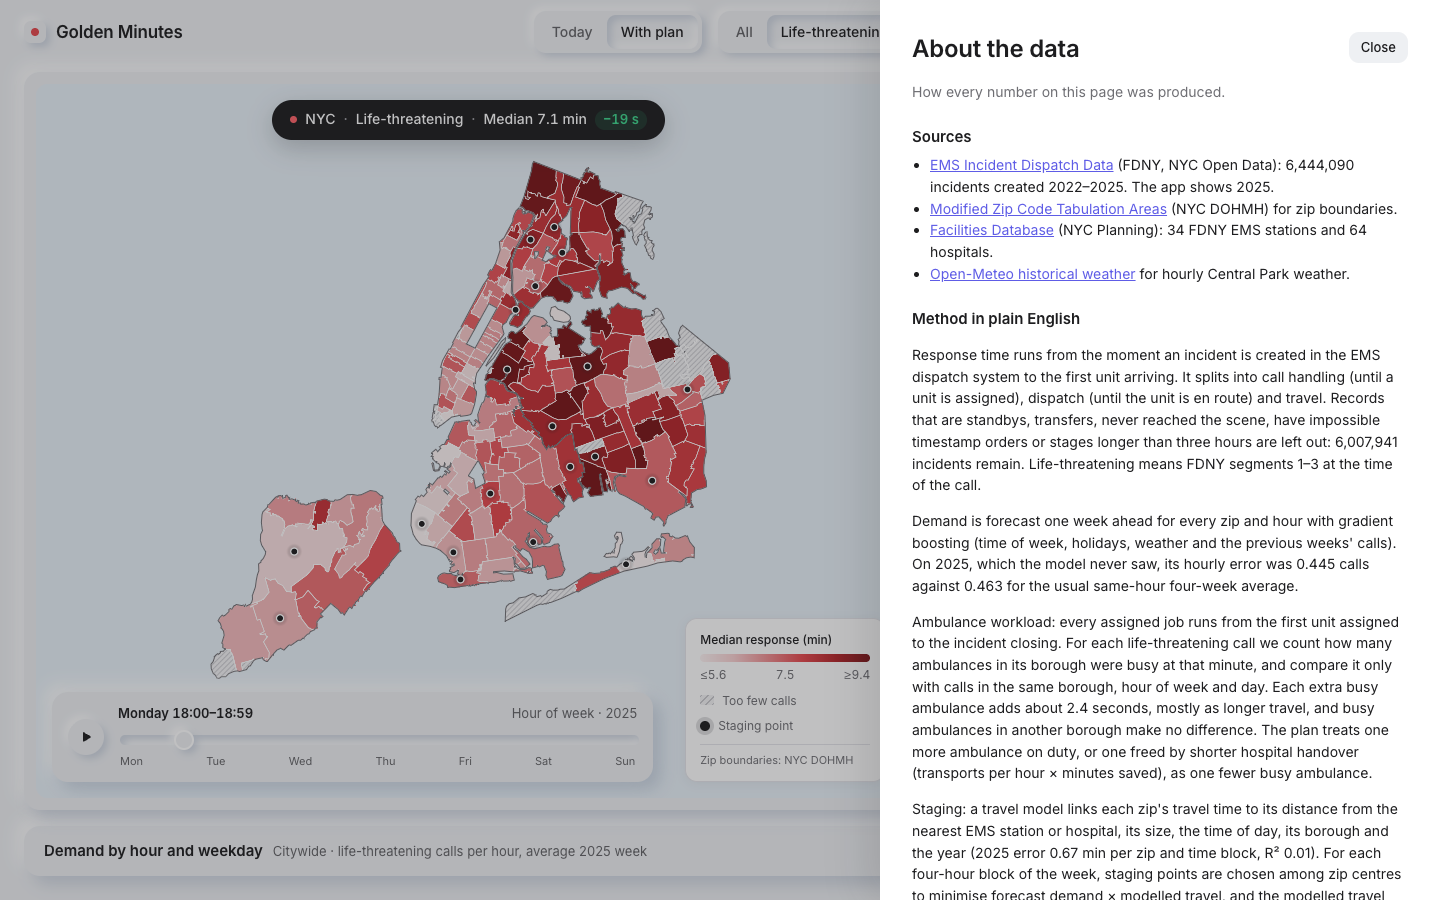 Golden Minutes
Today
With plan
All
NYC · Life-threatening · Median 7.1 min −19 s
Median response (min)
≤5.6 7.5 ≥9.4
Too few calls
Staging point
Zip boundaries: NYC DOHMH
Monday 18:00–18:59
Hour of week · 2025
Mon Tue Wed Thu Fri Sat Sun
Demand by hour and weekday Citywide · life-threatening calls per hour, average 2025 week
About the data
Close
How every number on this page was produced.
Sources
• EMS Incident Dispatch Data (FDNY, NYC Open Data): 6,444,090
incidents created 2022–2025. The app shows 2025.
• Modified Zip Code Tabulation Areas (NYC DOHMH) for zip boundaries.
• Facilities Database (NYC Planning): 34 FDNY EMS stations and 64
hospitals.
• Open-Meteo historical weather for hourly Central Park weather.
Method in plain English
Response time runs from the moment an incident is created in the EMS
dispatch system to the first unit arriving. It splits into call handling (until a
unit is assigned), dispatch (until the unit is en route) and travel. Records
that are standbys, transfers, never reached the scene, have impossible
timestamp orders or stages longer than three hours are left out: 6,007,941
incidents remain. Life-threatening means FDNY segments 1–3 at the time
of the call.
Demand is forecast one week ahead for every zip and hour with gradient
boosting (time of week, holidays, weather and the previous weeks' calls).
On 2025, which the model never saw, its hourly error was 0.445 calls
against 0.463 for the usual same-hour four-week average.
Ambulance workload: every assigned job runs from the first unit assigned
to the incident closing. For each life-threatening call we count how many
ambulances in its borough were busy at that minute, and compare it only
with calls in the same borough, hour of week and day. Each extra busy
ambulance adds about 2.4 seconds, mostly as longer travel, and busy
ambulances in another borough make no difference. The plan treats one
more ambulance on duty, or one freed by shorter hospital handover
(transports per hour × minutes saved), as one fewer busy ambulance.
Staging: a travel model links each zip's travel time to its distance from the
nearest EMS station or hospital, its size, the time of day, its borough and
the year (2025 error 0.67 min per zip and time block, R² 0.01). For each
four-hour block of the week, staging points are chosen among zip centres
to minimise forecast demand × modelled travel, and the modelled travel